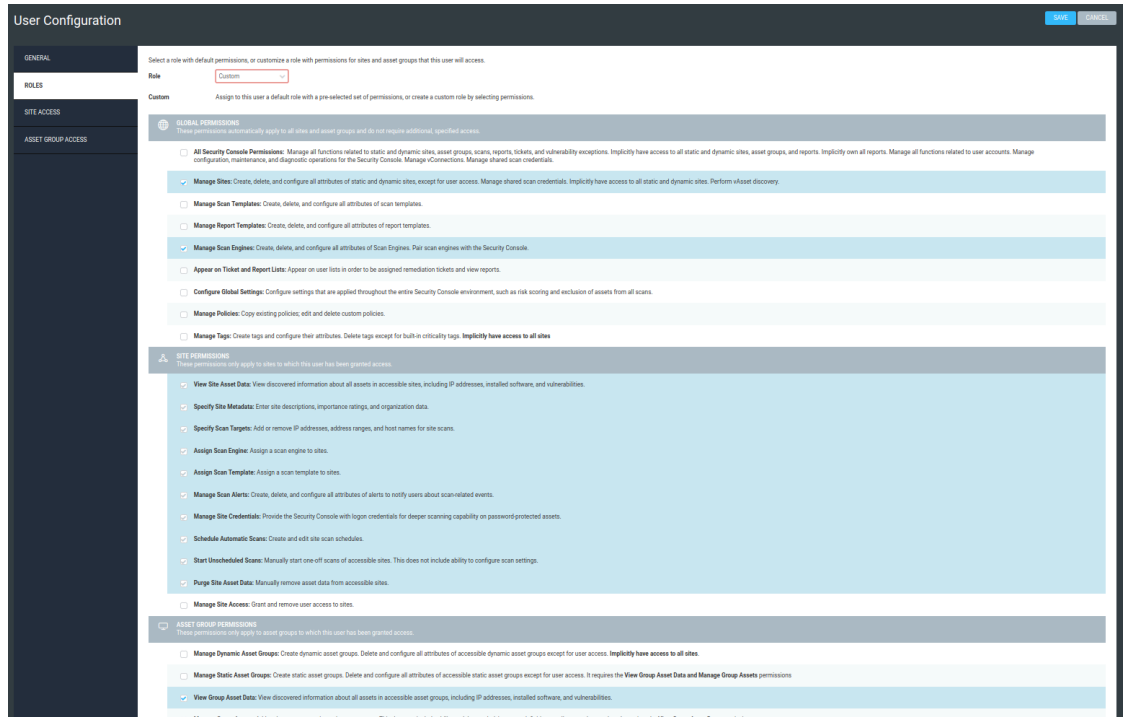 User Configuration
SAVE
CANCEL
GENERAL
ROLES
SITE ACCESS
ASSET GROUP ACCESS
Select a role with default permissions, or customize a role with permissions for sites and asset groups that this user will access.
Role
Custom
Custom
Assign to this user a default role with a pre-selected set of permissions, or create a custom role by selecting permissions.
GLOBAL PERMISSIONS
These permissions automatically apply to all sites and asset groups and do not require additional, specified access.
All Security Console Permissions: Manage all functions related to static and dynamic sites, asset groups, scans, reports, tickets, and vulnerability exceptions. Implicitly have access to all static and dynamic sites, asset groups, and reports. Implicitly own all reports. Manage all functions related to user accounts. Manage
configuration, maintenance, and diagnostic operations for the Security Console. Manage vConnections. Manage shared scan credentials.
Manage Sites: Create, delete, and configure all attributes of static and dynamic sites, except for user access. Manage shared scan credentials. Implicitly have access to all static and dynamic sites. Perform vAsset discovery.
Manage Scan Templates: Create, delete, and configure all attributes of scan templates.
Manage Report Templates: Create, delete, and configure all attributes of report templates.
Manage Scan Engines: Create, delete, and configure all attributes of Scan Engines. Pair scan engines with the Security Console.
Appear on Ticket and Report Lists: Appear on user lists in order to be assigned remediation tickets and view reports.
Configure Global Settings: Configure settings that are applied throughout the entire Security Console environment, such as risk scoring and exclusion of assets from all scans.
Manage Policies: Copy existing policies; edit and delete custom policies.
Manage Tags: Create tags and configure their attributes. Delete tags except for built-in criticality tags. Implicitly have access to all sites
SITE PERMISSIONS
These permissions only apply to sites to which this user has been granted access.
View Site Asset Data: View discovered information about all assets in accessible sites, including IP addresses, installed software, and vulnerabilities.
Specify Site Metadata: Enter site descriptions, importance ratings, and organization data.
Specify Scan Targets: Add or remove IP addresses, address ranges, and host names for site scans.
Assign Scan Engine: Assign a scan engine to sites.
Assign Scan Template: Assign a scan template to sites.
Manage Scan Alerts: Create, delete, and configure all attributes of alerts to notify users about scan-related events.
Manage Site Credentials: Provide the Security Console with logon credentials for deeper scanning capability on password-protected assets.
Schedule Automatic Scans: Create and edit site scan schedules.
Start Unscheduled Scans: Manually start one-off scans of accessible sites. This does not include ability to configure scan settings.
Purge Site Asset Data: Manually remove asset data from accessible sites.
Manage Site Access: Grant and remove user access to sites.
ASSET GROUP PERMISSIONS
These permissions only apply to asset groups to which this user has been granted access.
Manage Dynamic Asset Groups: Create dynamic asset groups. Delete and configure all attributes of accessible dynamic asset groups except for user access. Implicitly have access to all sites.
Manage Static Asset Groups: Create static asset groups. Delete and configure all attributes of accessible static asset groups except for user access. It requires the View Group Asset Data and Manage Group Assets permissions
View Group Asset Data: View discovered information about all assets in accessible asset groups, including IP addresses, installed software, and vulnerabilities.